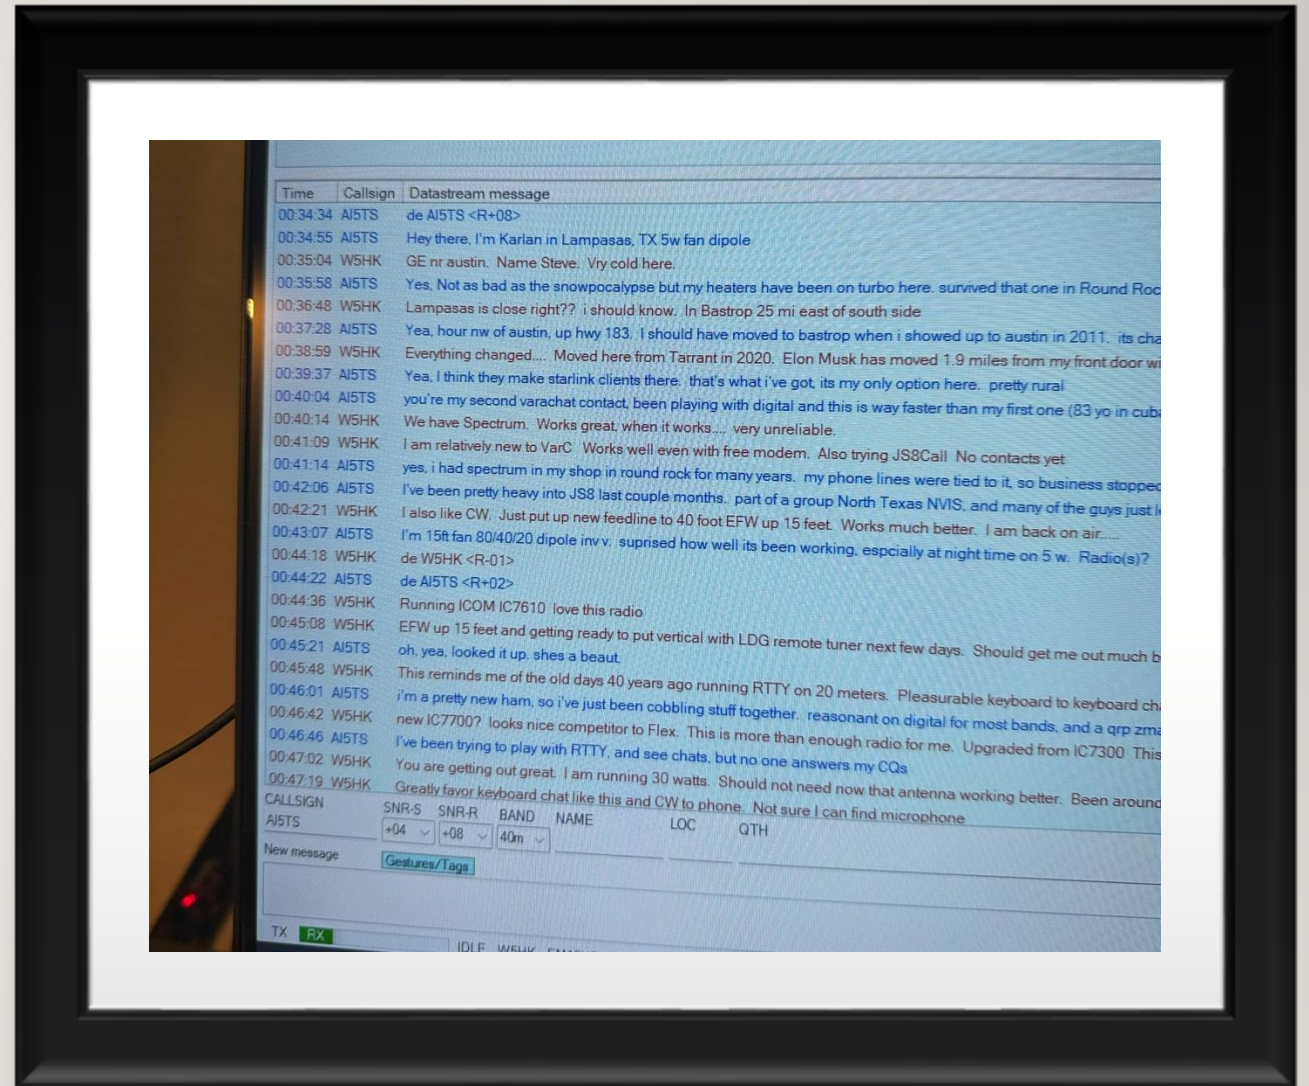 Time Callsign Datastream message
00:34:34 AI5TS de AI5TS <R+08>
00:34:55 AI5TS Hey there, I'm Karlan in Lampasas, TX 5w fan dipole
00:35:04 W5HK GE nr austin. Name Steve. Vry cold here.
00:35:58 AI5TS Yes, Not as bad as the snowpocalypse but my heaters have been on turbo here. survived that one in Round Roc
00:36:48 W5HK Lampasas is close right?? i should know. In Bastrop 25 mi east of south side
00:37:28 AI5TS Yea, hour nw of austin, up hwy 183. I should have moved to bastrop when i showed up to austin in 2011. its cha
00:38:59 W5HK Everything changed.... Moved here from Tarrant in 2020. Elon Musk has moved 1.9 miles from my front door wi
00:39:37 AI5TS Yea, I think they make starlink clients there. that's what i've got, its my only option here. pretty rural
00:40:04 AI5TS you're my second varachat contact, been playing with digital and this is way faster than my first one (83 yo in cuba
00:40:14 W5HK We have Spectrum. Works great, when it works.... very unreliable.
00:41:09 W5HK I am relatively new to VarC Works well even with free modem. Also trying JS8Call No contacts yet
00:41:14 AI5TS yes, i had spectrum in my shop in round rock for many years. my phone lines were tied to it, so business stopped
00:42:06 AI5TS I've been pretty heavy into JS8 last couple months. part of a group North Texas NVIS, and many of the guys just l
00:42:21 W5HK I also like CW. Just put up new feedline to 40 foot EFW up 15 feet. Works much better. I am back on air.....
00:43:07 AI5TS I'm 15ft fan 80/40/20 dipole inv v. suprised how well its been working, espcially at night time on 5 w. Radio(s)?
00:44:18 W5HK de W5HK <R-01>
00:44:22 AI5TS de AI5TS <R+02>
00:44:36 W5HK Running ICOM IC7610 love this radio
00:45:08 W5HK EFW up 15 feet and getting ready to put vertical with LDG remote tuner next few days. Should get me out much b
00:45:21 AI5TS oh, yea, looked it up. shes a beaut.
00:45:48 W5HK This reminds me of the old days 40 years ago running RTTY on 20 meters. Pleasurable keyboard to keyboard cha
00:46:01 AI5TS i'm a pretty new ham, so i've just been cobbling stuff together. reasonant on digital for most bands, and a qrp zma
00:46:42 W5HK new IC7700? looks nice competitor to Flex. This is more than enough radio for me. Upgraded from IC7300 This
00:46:46 AI5TS I've been trying to play with RTTY, and see chats, but no one answers my CQs
00:47:02 W5HK You are getting out great. I am running 30 watts. Should not need now that antenna working better. Been around
00:47:19 W5HK Greatly favor keyboard chat like this and CW to phone. Not sure I can find microphone
CALLSIGN SNR-S SNR-R BAND NAME LOC QTH
AI5TS +04 +08 40m
New message Gestures/Tags
TX RX
IDLE W5HK